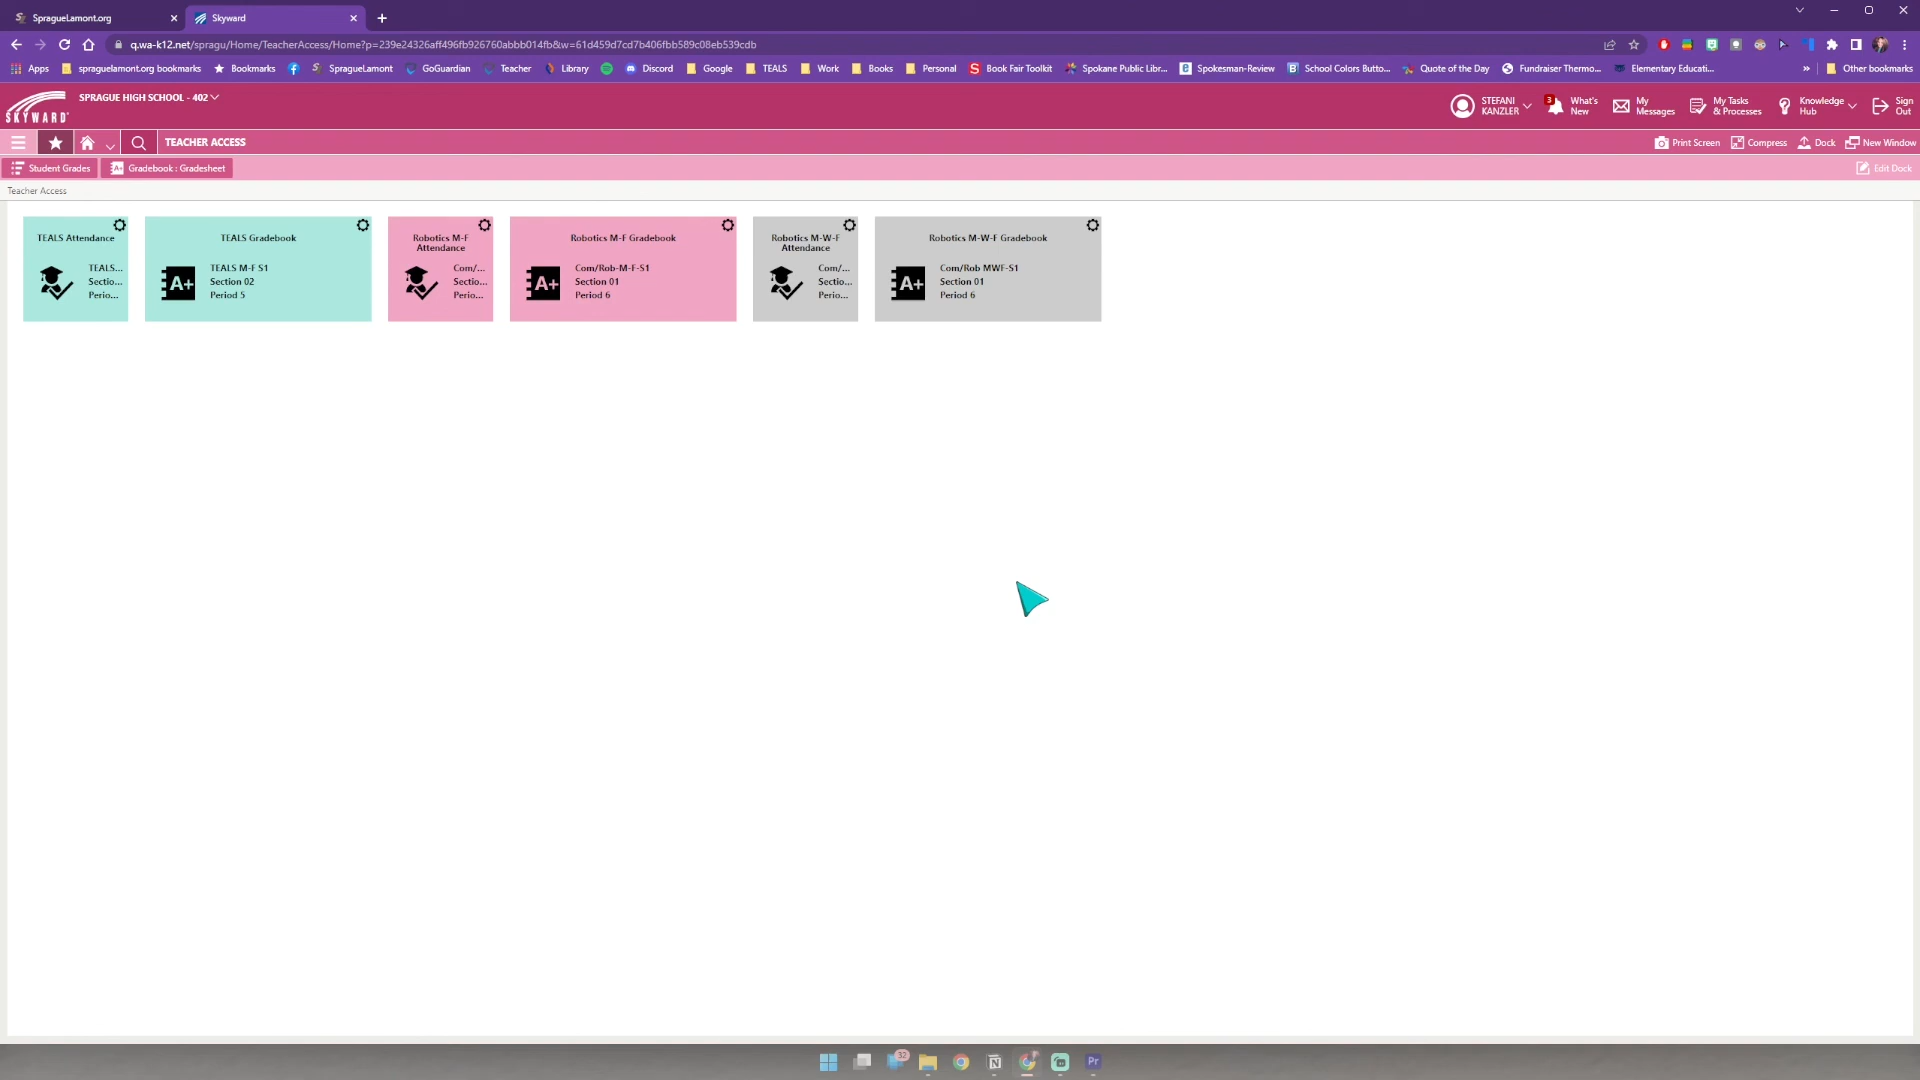 SpragueLamont.org
Skyward
q.wa-k12.net/spragu/Home/TeacherAccess/Home?p=239e24326aff496fb926760abbb014fb&w=61d459d7cd7b406fbb589c08eb539cdb
Apps
spraguelamont.org bookmarks
Bookmarks
SpragueLamont
GoGuardian
Teacher
Library
Discord
Google
TEALS
Work
Books
Personal
Book Fair Toolkit
Spokane Public Libr...
Spokesman-Review
School Colors Butto...
Quote of the Day
Fundraiser Thermo...
Elementary Educati...
»
Other bookmarks
SKYWARD
SPRAGUE HIGH SCHOOL - 402
STEFANI
KANZLER
3
What's
New
My
Messages
My Tasks
& Processes
Knowledge
Hub
Sign
Out
TEACHER ACCESS
Print Screen
Compress
Dock
New Window
Student Grades
A+
Gradebook : Gradesheet
Edit Dock
Teacher Access
TEALS Attendance
TEALS...
Sectio...
Perio...
TEALS Gradebook
A+
TEALS M-F S1
Section 02
Period 5
Robotics M-F
Attendance
Com/...
Sectio...
Perio...
Robotics M-F Gradebook
A+
Com/Rob-M-F-S1
Section 01
Period 6
Robotics M-W-F
Attendance
Com/...
Sectio...
Perio...
Robotics M-W-F Gradebook
A+
Com/Rob MWF-S1
Section 01
Period 6
32
N
Pr